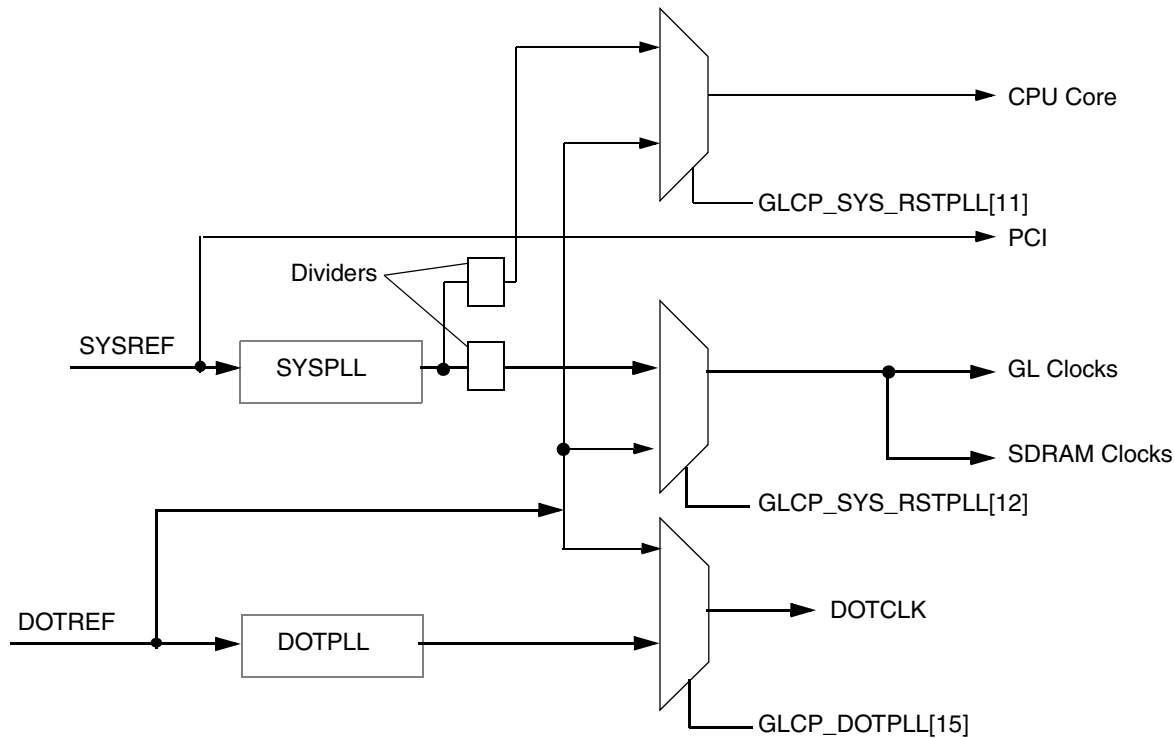 CPU Core
GLCP_SYS_RSTPLL[11]
PCI
Dividers
SYSREF
SYSPLL
GL Clocks
SDRAM Clocks
GLCP_SYS_RSTPLL[12]
DOTREF
DOTPLL
DOTCLK
GLCP_DOTPLL[15]